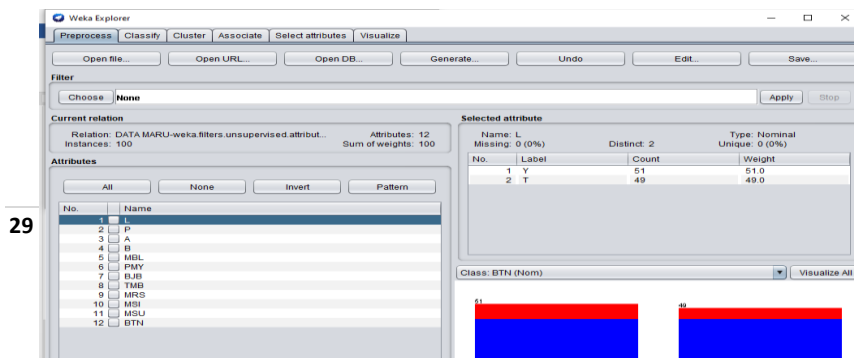 Weka Explorer
Preprocess Classify Cluster Associate Select attributes Visualize
Open file... Open URL... Open DB... Generate... Undo Edit... Save...
Filter
Choose None Apply Stop
Current relation
Relation: DATA MARU-weka.filters.unsupervised.attribut... Attributes: 12
Instances: 100 Sum of weights: 100
Attributes
All None Invert Pattern
No. Name
1 L
2 P
3 A
4 B
5 MBL
6 PMY
7 BJB
8 TMB
9 MRS
10 MSI
11 MSU
12 BTN
Selected attribute
Name: L Type: Nominal
Missing: 0 (0%) Distinct: 2 Unique: 0 (0%)
No. Label Count Weight
1 Y 51 51.0
2 T 49 49.0
Class: BTN (Nom) Visualize All
51 49
29